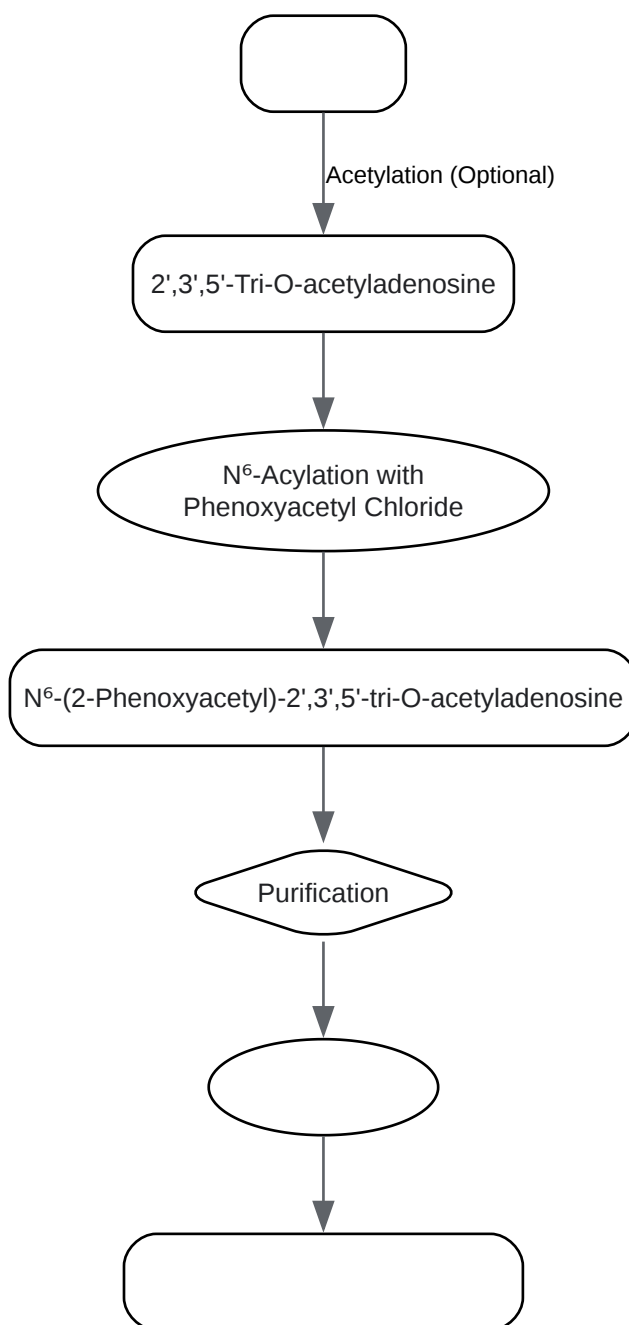 Acetylation (Optional)
2',3',5'-Tri-O-acetyladenosine
N⁶-Acylation with
Phenoxyacetyl Chloride
N⁶-(2-Phenoxyacetyl)-2',3',5'-tri-O-acetyladenosine
Purification